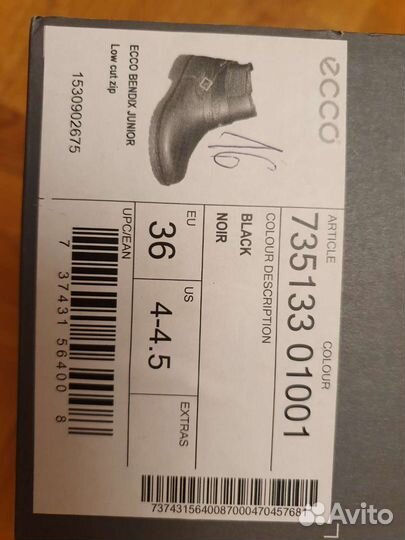 ecco
ARTICLE
COLOUR
735133 01001
COLOUR DESCRIPTION
BLACK
NOIR
EU
36
US
4-4.5
EXTRAS
ECCO BENDIX JUNIOR
Low cut zip
1530902675
16
UPC/EAN
7 37431 56400 8
737431564008700047045768
Avito